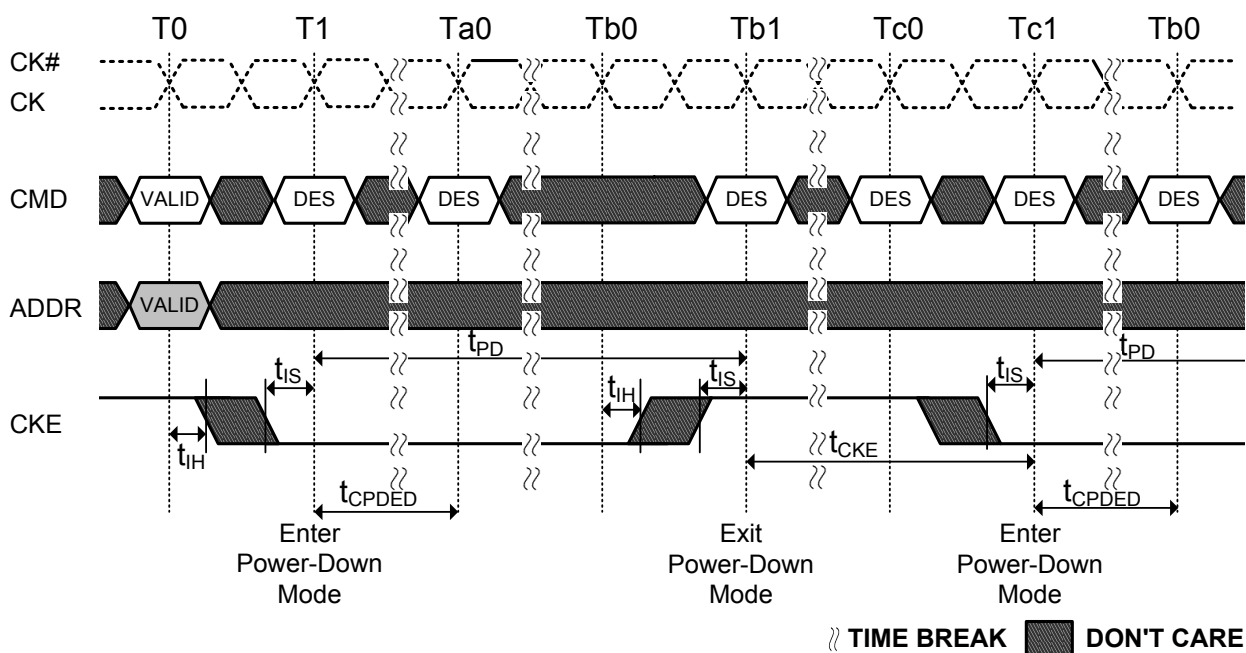 T0 T1 Ta0 Tb0 Tb1 Tc0 Tc1 Tb0
CK#
CK
CMD VALID DES DES DES DES DES DES
ADDR VALID
tPD tPD
tIS tIH tIS tIS
CKE
tIH tCKE
tCPDED tCPDED
Enter Power-Down Mode
Exit Power-Down Mode
Enter Power-Down Mode
TIME BREAK DON'T CARE